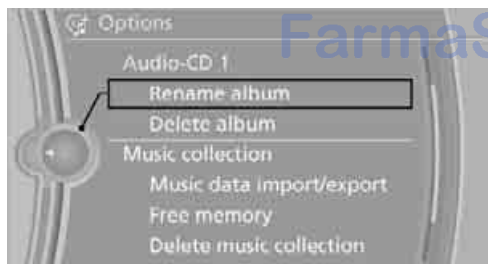 Options
FarmaS
Audio-CD 1
Rename album
Delete album
Music collection
Music data import/export
Free memory
Delete music collection